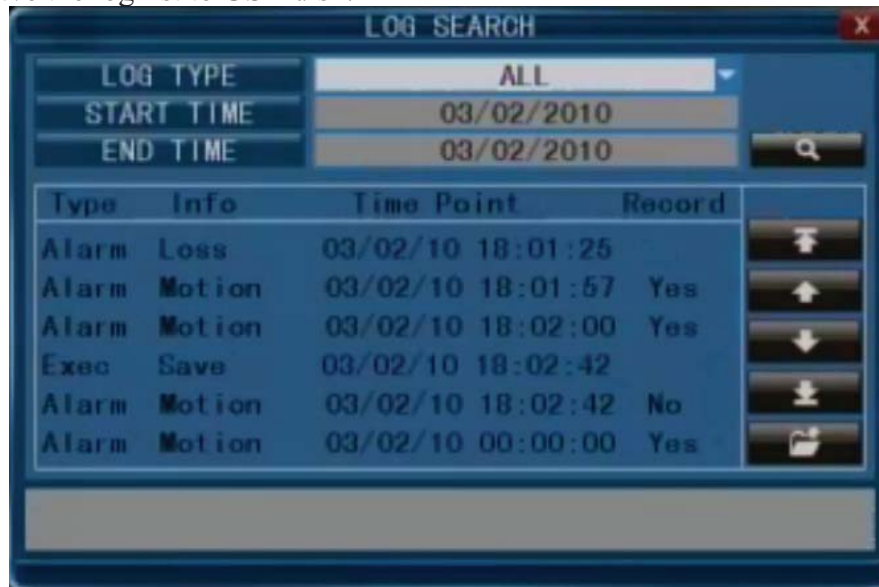 LOG SEARCH X
LOG TYPE ALL
START TIME 03/02/2010
END TIME 03/02/2010
Type Info Time Point Record
Alarm Loss 03/02/10 18:01:25
Alarm Motion 03/02/10 18:01:57 Yes
Alarm Motion 03/02/10 18:02:00 Yes
Exec Save 03/02/10 18:02:42
Alarm Motion 03/02/10 18:02:42 No
Alarm Motion 03/02/10 00:00:00 Yes